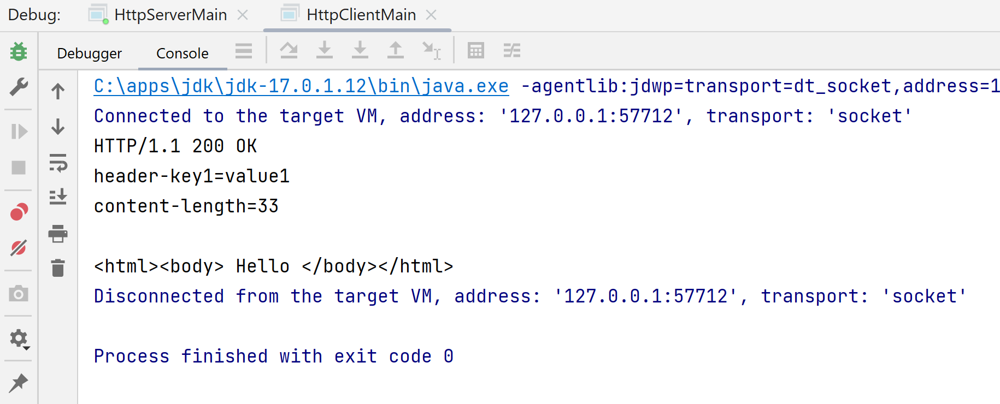 Debug: HttpServerMain HttpClientMain
Debugger Console
C:\apps\jdk\jdk-17.0.1.12\bin\java.exe -agentlib:jdwp=transport=dt_socket,address=1
Connected to the target VM, address: '127.0.0.1:57712', transport: 'socket'
HTTP/1.1 200 OK
header-key1=value1
content-length=33
<html><body> Hello </body></html>
Disconnected from the target VM, address: '127.0.0.1:57712', transport: 'socket'
Process finished with exit code 0